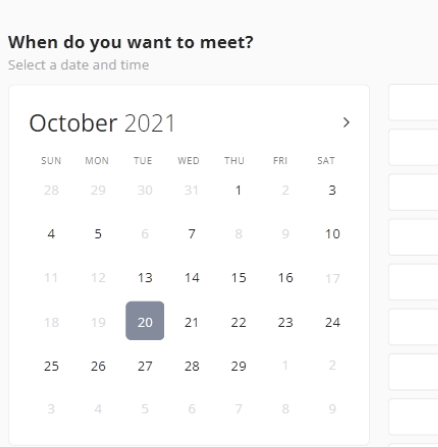 When do you want to meet?
Select a date and time
October 2021
SUN MON TUE WED THU FRI SAT
28 29 30 31 1 2 3
4 5 6 7 8 9 10
11 12 13 14 15 16 17
18 19 20 21 22 23 24
25 26 27 28 29 1 2
3 4 5 6 7 8 9